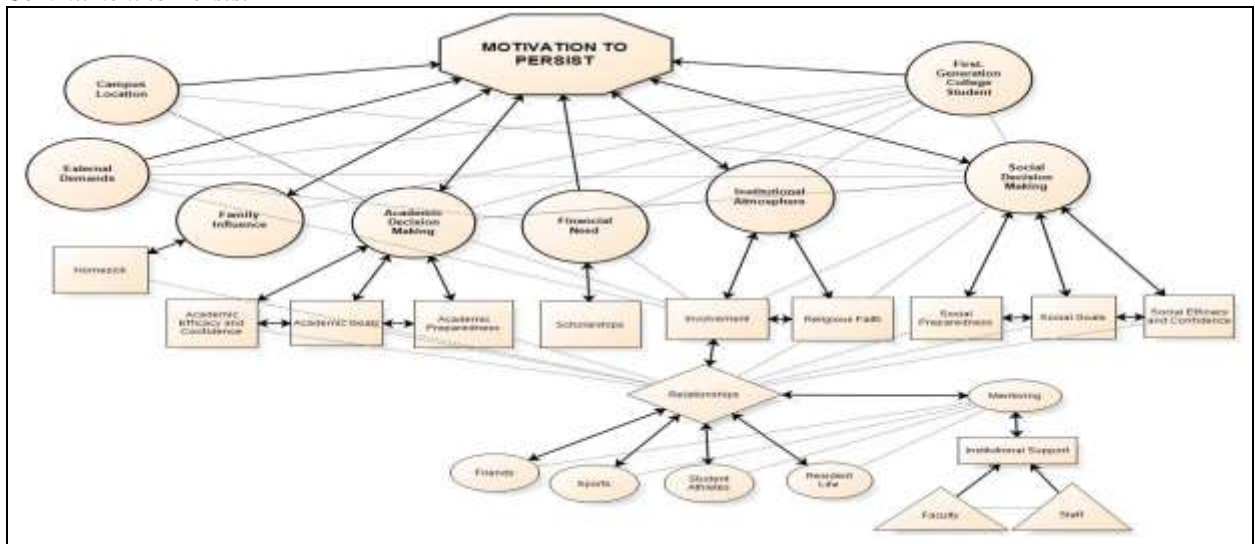 MOTIVATION TO
PERSIST
Campus
Location
First-
Generation
College
Student
External
Demands
Social
Decision
Making
Family
Influence
Academic
Decision
Making
Financial
Need
Institutional
Atmosphere
Homesick
Academic
Efficacy and
Confidence
Academic Goals
Academic
Preparedness
Scholarships
Involvement
Religious Faith
Social
Preparedness
Social Goals
Social Efficacy
and Confidence
Relationships
Mentoring
Friends
Sports
Student
Athletes
Resident
Life
Institutional Support
Faculty
Staff